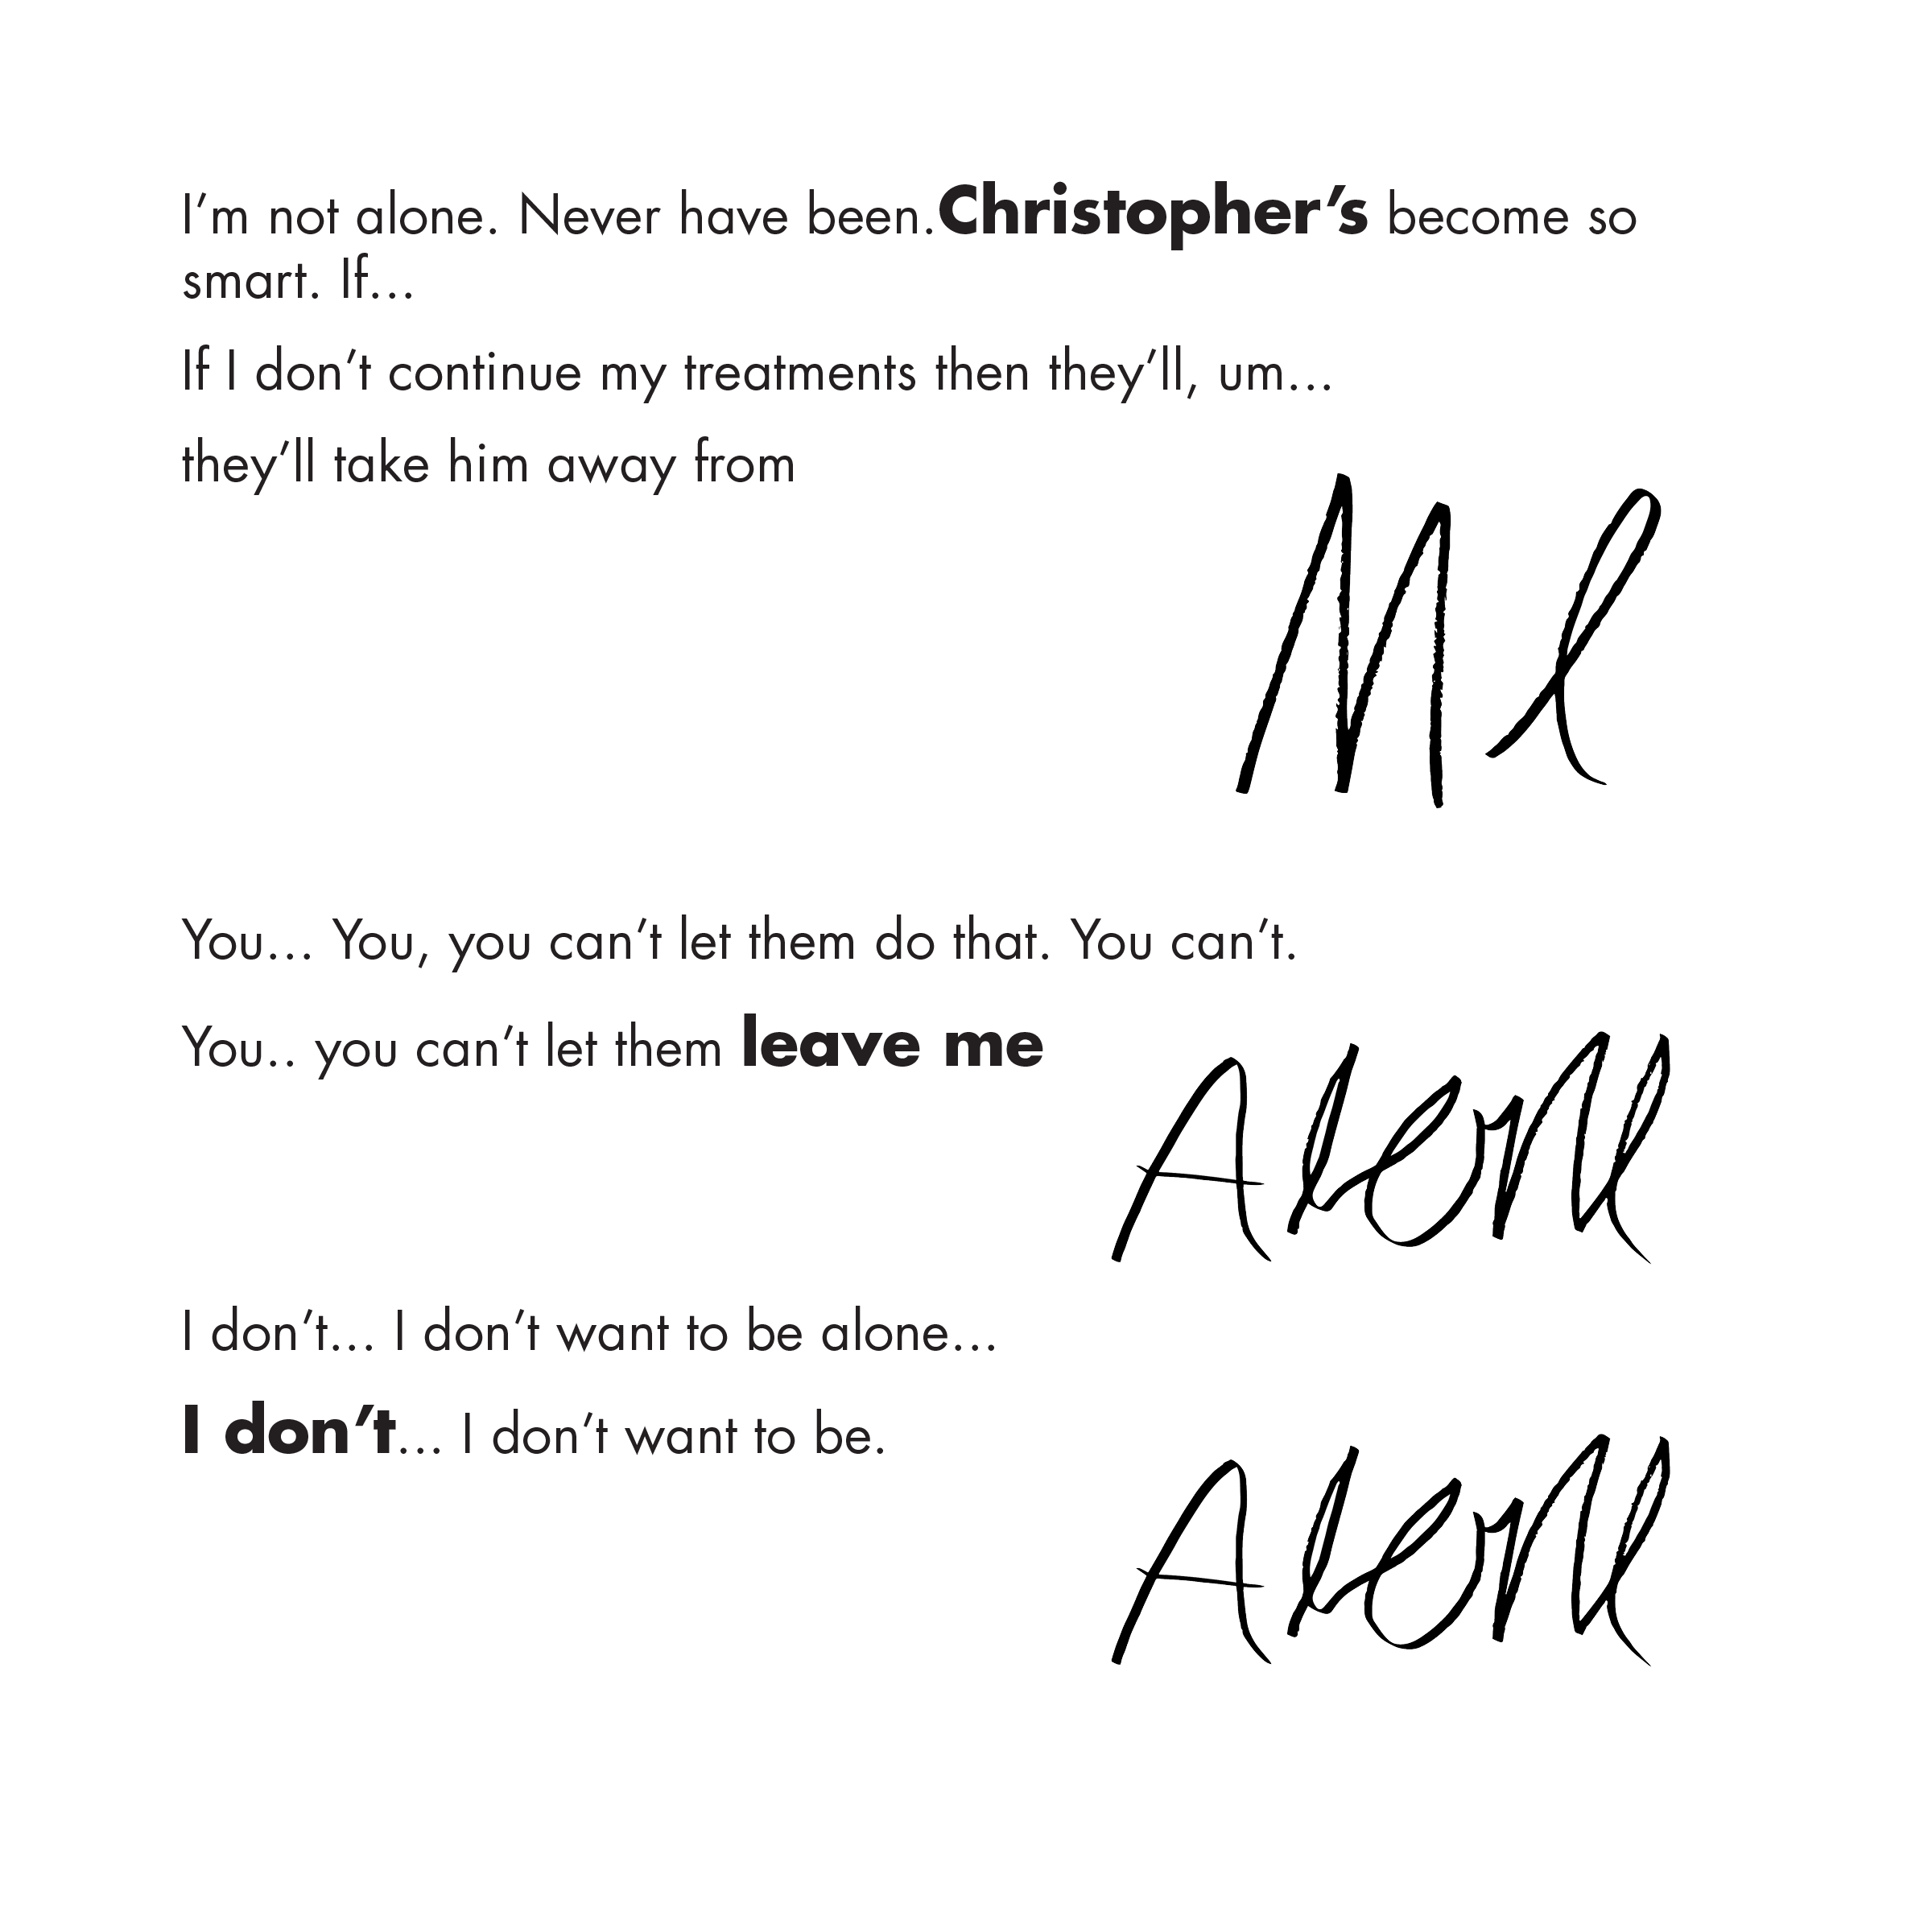 I’m not alone. Never have been.Christopher’s become so
smart. If...
If I don’t continue my treatments then they’ll, um...
they’ll take him away from
Me
You... You, you can’t let them do that. You can’t.
You.. you can’t let them leave me
Alone
I don’t... I don’t want to be alone...
I don’t... I don’t want to be.
Alone